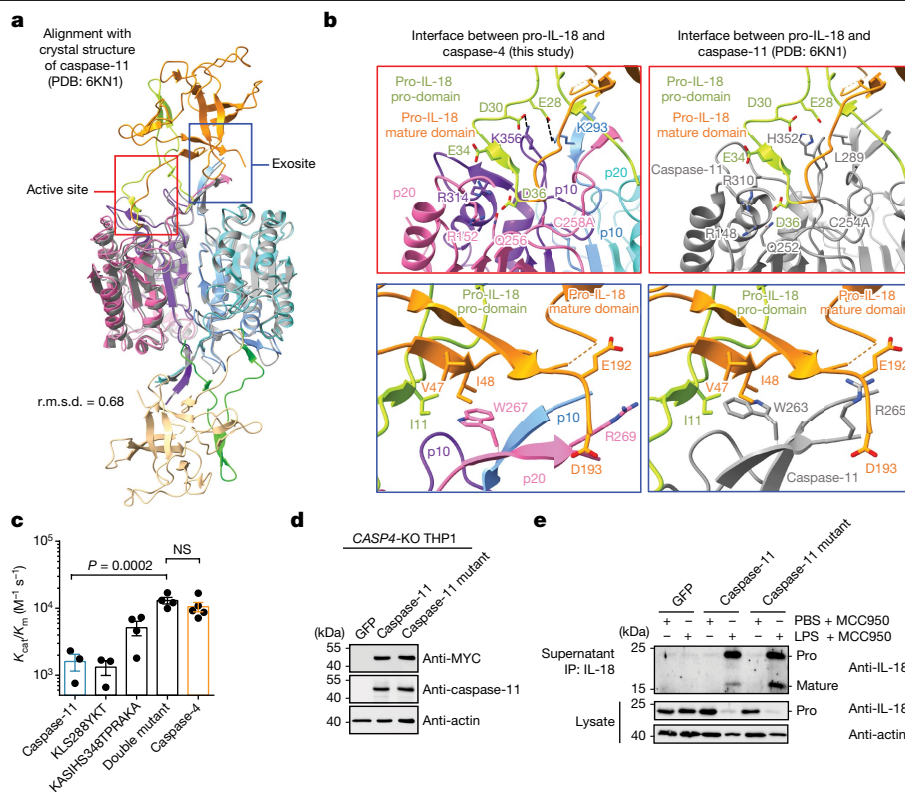 a
Alignment with
crystal structure
of caspase-11
(PDB: 6KN1)
Active site
Exosite
r.m.s.d. = 0.68
b
Interface between pro-IL-18 and
caspase-4 (this study)
Pro-IL-18
pro-domain
D30
E28
Pro-IL-18
mature domain
K356
K293
E34
p20
p20
R314
D36
p10
C258A
R152
Q256
p10
Interface between pro-IL-18 and
caspase-11 (PDB: 6KN1)
Pro-IL-18
pro-domain
D30
E28
Pro-IL-18
mature domain
H352
L289
E34
Caspase-11
R310
D36
C254A
R148
Q252
Pro-IL-18
pro-domain
Pro-IL-18
mature domain
E192
V47
I48
I11
W267
p10
R269
p10
p20
D193
Pro-IL-18
pro-domain
Pro-IL-18
mature domain
E192
V47
I48
I11
W263
R265
D193
Caspase-11
c
Kcat/Km (M–1 s–1)
105
104
103
P = 0.0002
NS
Caspase-11
KLS288YKT
KASIHS348TPRAKA
Double mutant
Caspase-4
d
CASP4-KO THP1
GFP
Caspase-11
Caspase-11 mutant
(kDa)
55
40
Anti-MYC
55
40
Anti-caspase-11
40
Anti-actin
e
GFP
Caspase-11
Caspase-11 mutant
+ – + – + – PBS + MCC950
– + – + – + LPS + MCC950
(kDa)
Supernatant
IP: IL-18
25
15
Pro
Mature
Anti-IL-18
Lysate
25
Pro
Anti-IL-18
40
Anti-actin